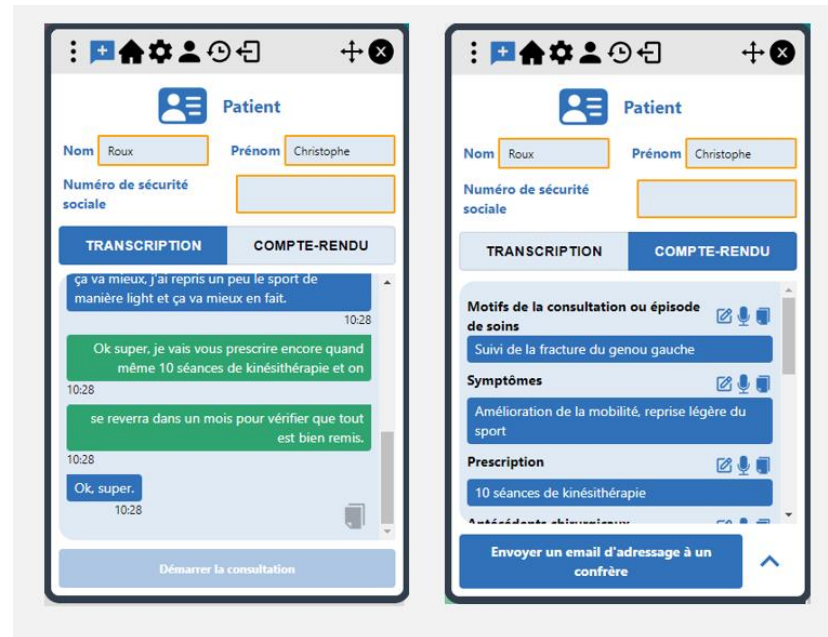 Patient
Nom Roux Prénom Christophe
Numéro de sécurité
sociale
TRANSCRIPTION COMPTE-RENDU
ça va mieux, j'ai repris un peu le sport de
manière light et ça va mieux en fait.
10:28
Ok super, je vais vous prescrire encore quand
même 10 séances de kinésithérapie et on
10:28
se reverra dans un mois pour vérifier que tout
est bien remis.
10:28
Ok, super.
10:28
Démarrer la consultation
Patient
Nom Roux Prénom Christophe
Numéro de sécurité
sociale
TRANSCRIPTION COMPTE-RENDU
Motifs de la consultation ou épisode
de soins
Suivi de la fracture du genou gauche
Symptômes
Amélioration de la mobilité, reprise légère du
sport
Prescription
10 séances de kinésithérapie
Antécédents chirurgicaux
Envoyer un email d'adressage à un
confrère